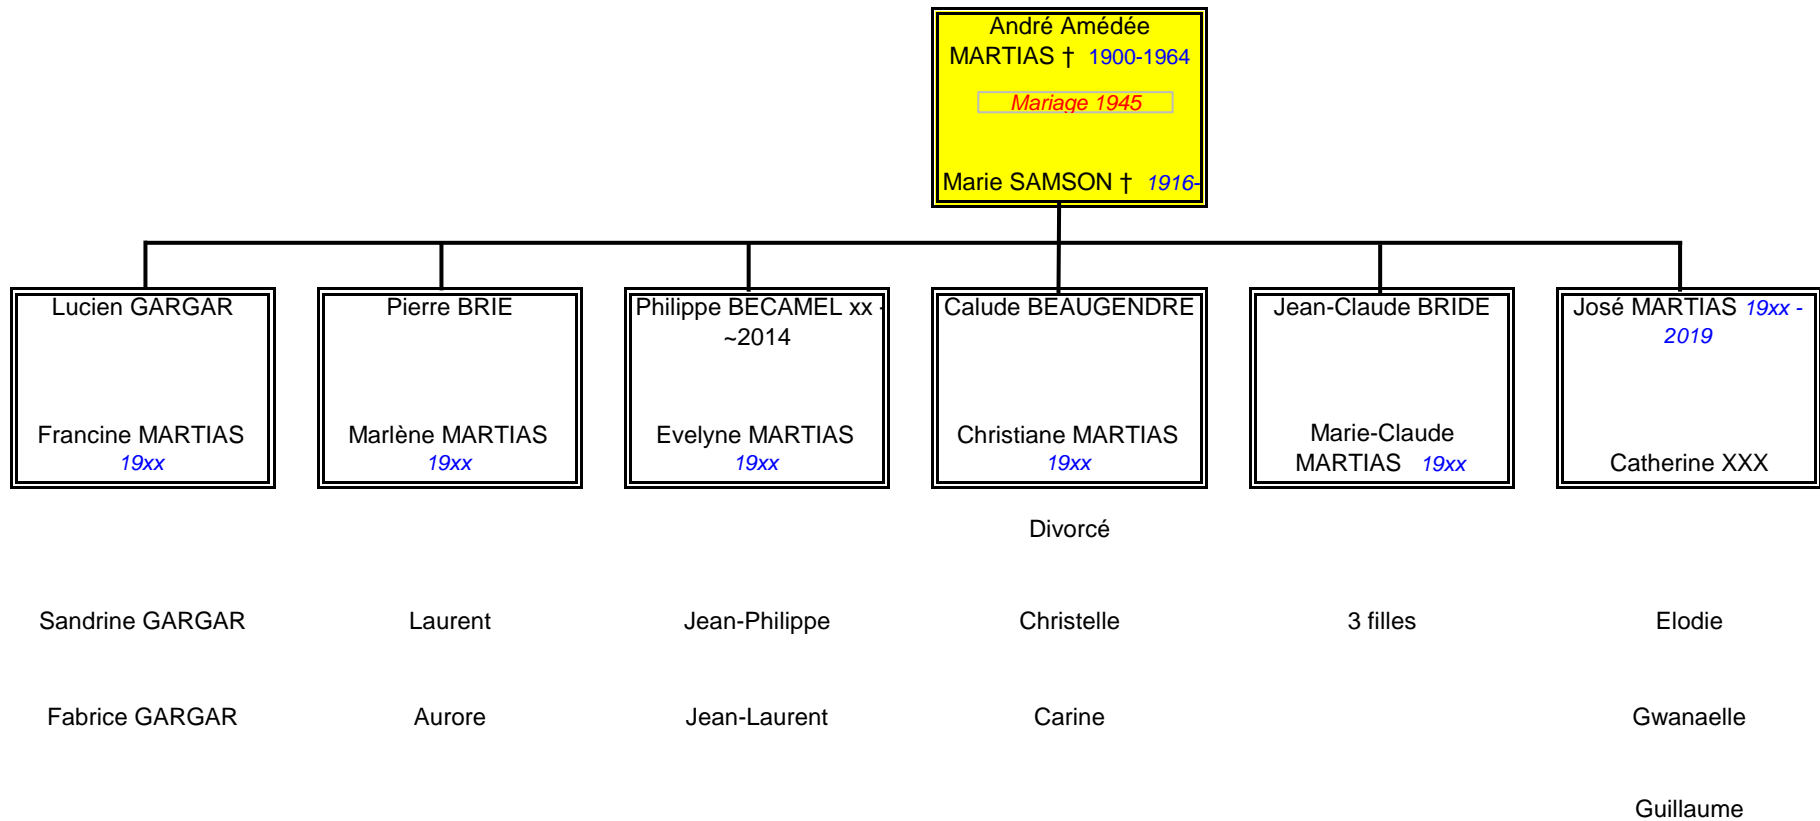 André Amédée
MARTIAS † 1900-1964
Mariage 1945
Marie SAMSON † 1916-
Lucien GARGAR
Francine MARTIAS
19xx
Pierre BRIE
Marlène MARTIAS
19xx
Philippe BECAMEL xx -
~2014
Evelyne MARTIAS
19xx
Calude BEAUGENDRE
Christiane MARTIAS
19xx
Jean-Claude BRIDE
Marie-Claude
MARTIAS 19xx
José MARTIAS 19xx -
2019
Catherine XXX
Divorcé
Sandrine GARGAR
Laurent
Jean-Philippe
Christelle
3 filles
Elodie
Fabrice GARGAR
Aurore
Jean-Laurent
Carine
Gwanaelle
Guillaume